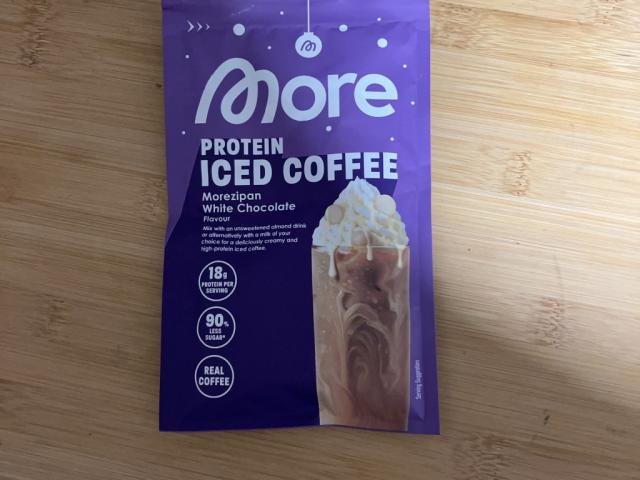 More
PROTEIN
ICED COFFEE
Morezipan
White Chocolate
Flavour
Mix with an unsweetened almond drink
or alternatively with a milk of your
choice for a deliciously creamy and
high-protein iced coffee.
18g
PROTEIN PER
SERVING
90%
LESS
SUGAR*
REAL
COFFEE
Serving Suggestion